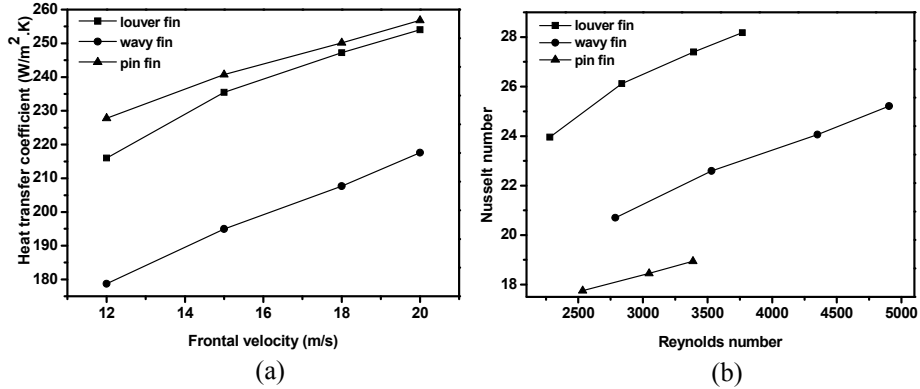 260
250
240
230
220
210
200
190
180
12
14
16
18
20
Heat transfer coefficient (W/m².K)
Frontal velocity (m/s)
louver fin
wavy fin
pin fin
(a)
28
26
24
22
20
18
2500
3000
3500
4000
4500
5000
Nusselt number
Reynolds number
louver fin
wavy fin
pin fin
(b)